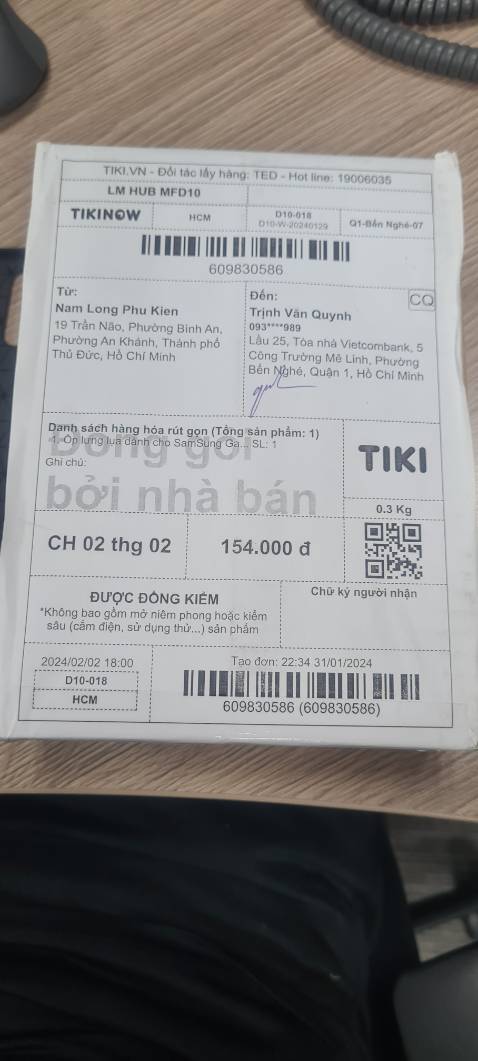 TIKI.VN - Đối tác lấy hàng: TED - Hot line: 19006035
LM HUB MFD10
TIKINOW
HCM
D10-018
D10-W-20240129
Q1-Bến Nghé-07
609830586
Từ:
Nam Long Phu Kien
19 Trần Não, Phường Bình An,
Phường An Khánh, Thành phố
Thủ Đức, Hồ Chí Minh
Đến:
CQ
Trịnh Văn Quynh
093****989
Lầu 25, Tòa nhà Vietcombank, 5
Công Trường Mê Linh, Phường
Bến Nghé, Quận 1, Hồ Chí Minh
Danh sách hàng hóa rút gọn (Tổng sản phẩm: 1)
1. Ốp lưng lụa dành cho SamSung Ga... SL: 1
Ghi chú:
Đóng gói
bởi nhà bán
TIKI
0.3 Kg
CH 02 thg 02
154.000 đ
ĐƯỢC ĐỒNG KIỂM
*Không bao gồm mở niêm phong hoặc kiểm
sâu (cắm điện, sử dụng thử...) sản phẩm
Chữ ký người nhận
2024/02/02 18:00
D10-018
HCM
Tạo đơn: 22:34 31/01/2024
609830586 (609830586)